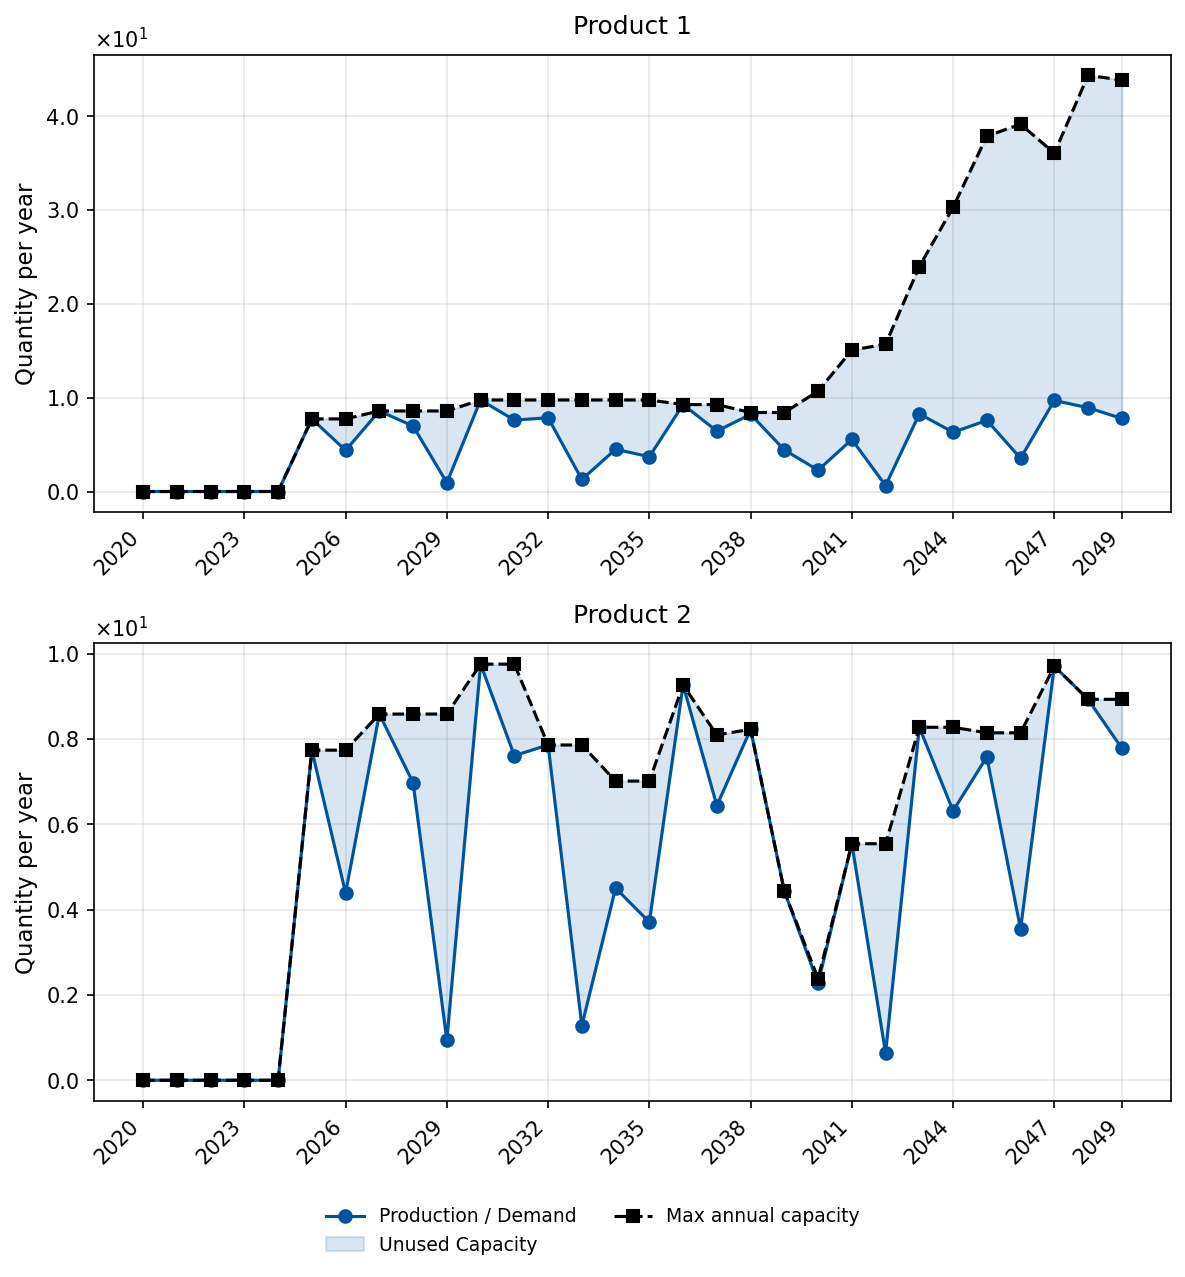 Product 1
×10¹
Quantity per year
4.0
3.0
2.0
1.0
0.0
2020 2023 2026 2029 2032 2035 2038 2041 2044 2047 2049
Product 2
×10¹
Quantity per year
1.0
0.8
0.6
0.4
0.2
0.0
2020 2023 2026 2029 2032 2035 2038 2041 2044 2047 2049
Production / Demand Max annual capacity
Unused Capacity